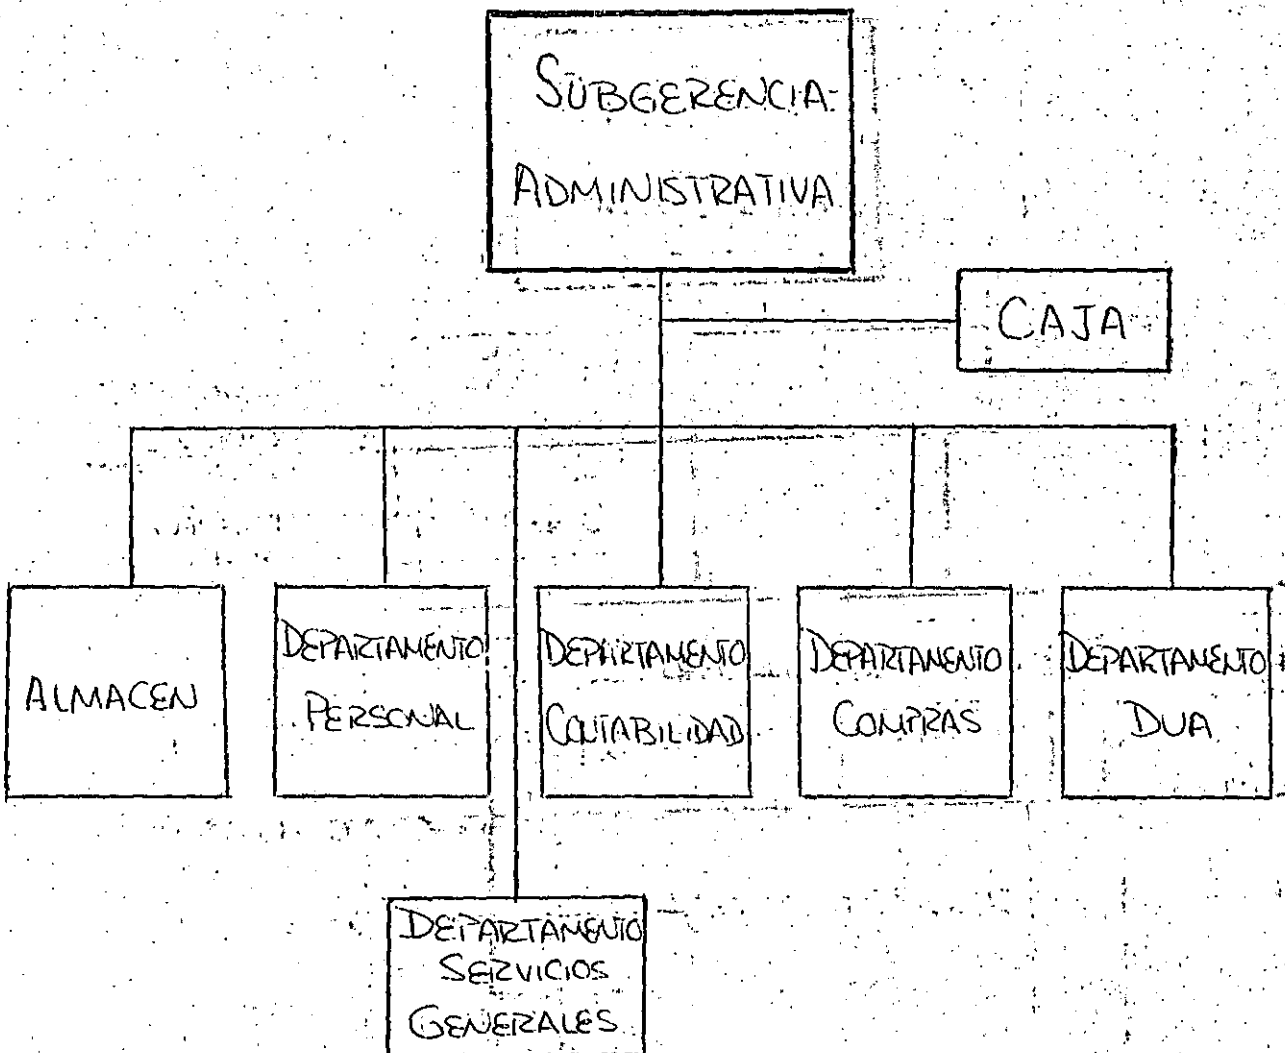 SUBGERENCIA
ADMINISTRATIVA
CAJA
ALMACEN
DEPARTAMENTO
PERSONAL
DEPARTAMENTO
CONTABILIDAD
DEPARTAMENTO
COMPRAS
DEPARTAMENTO
DUA
DEPARTAMENTO
SERVICIOS
GENERALES